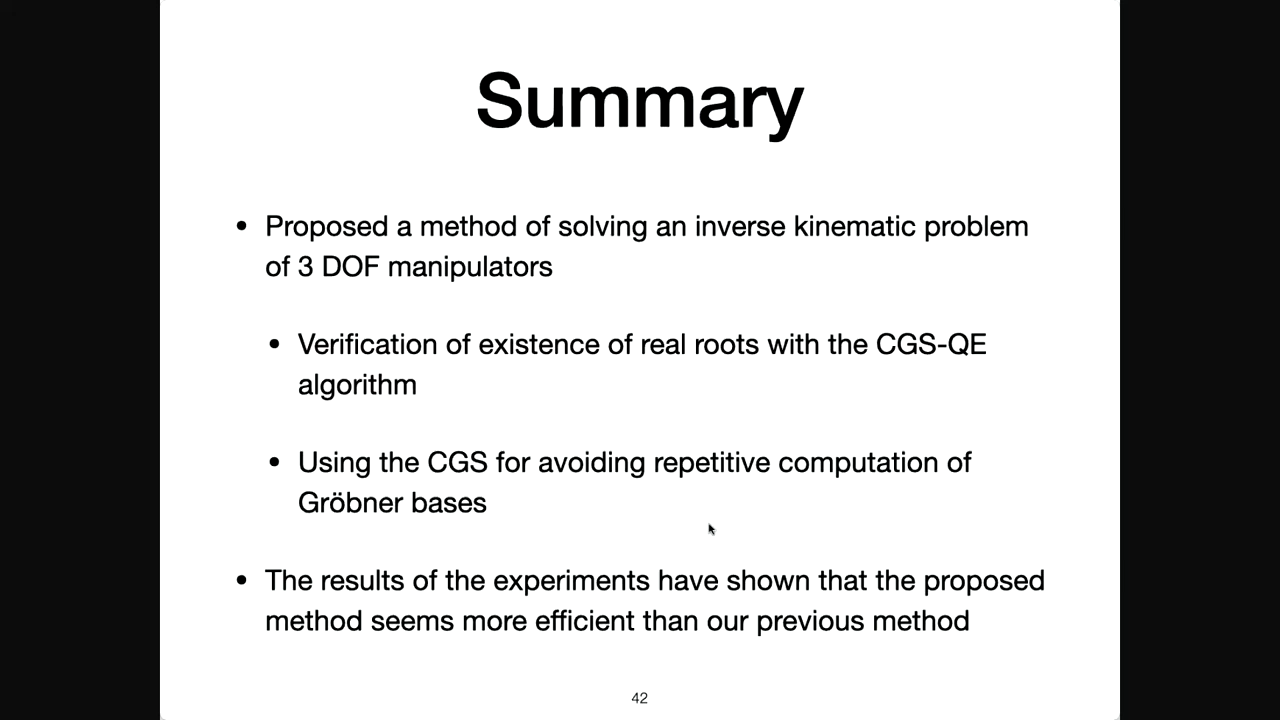 Summary
• Proposed a method of solving an inverse kinematic problem
of 3 DOF manipulators
• Verification of existence of real roots with the CGS-QE
algorithm
• Using the CGS for avoiding repetitive computation of
Gröbner bases
• The results of the experiments have shown that the proposed
method seems more efficient than our previous method
42